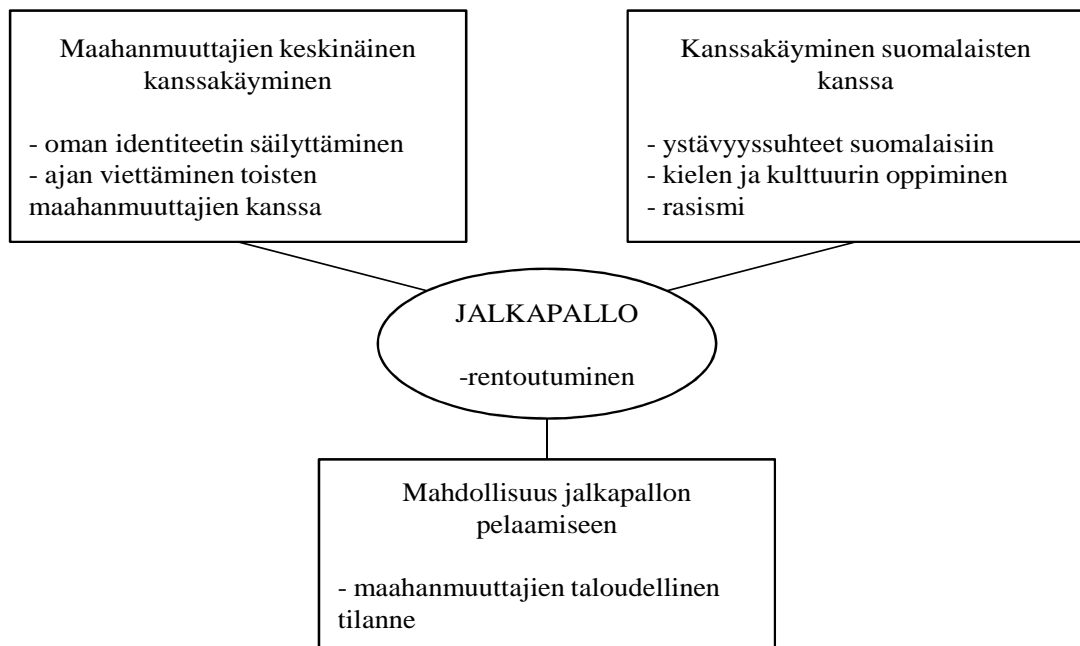 Maahanmuuttajien keskinäinen
kanssakäyminen
- oman identiteetin säilyttäminen
- ajan viettäminen toisten
maahanmuuttajien kanssa
Kanssakäyminen suomalaisten
kanssa
- ystävyyssuhteet suomalaisiin
- kielen ja kulttuurin oppiminen
- rasismi
JALKAPALLO
-rentoutuminen
Mahdollisuus jalkapallon
pelaamiseen
- maahanmuuttajien taloudellinen
tilanne